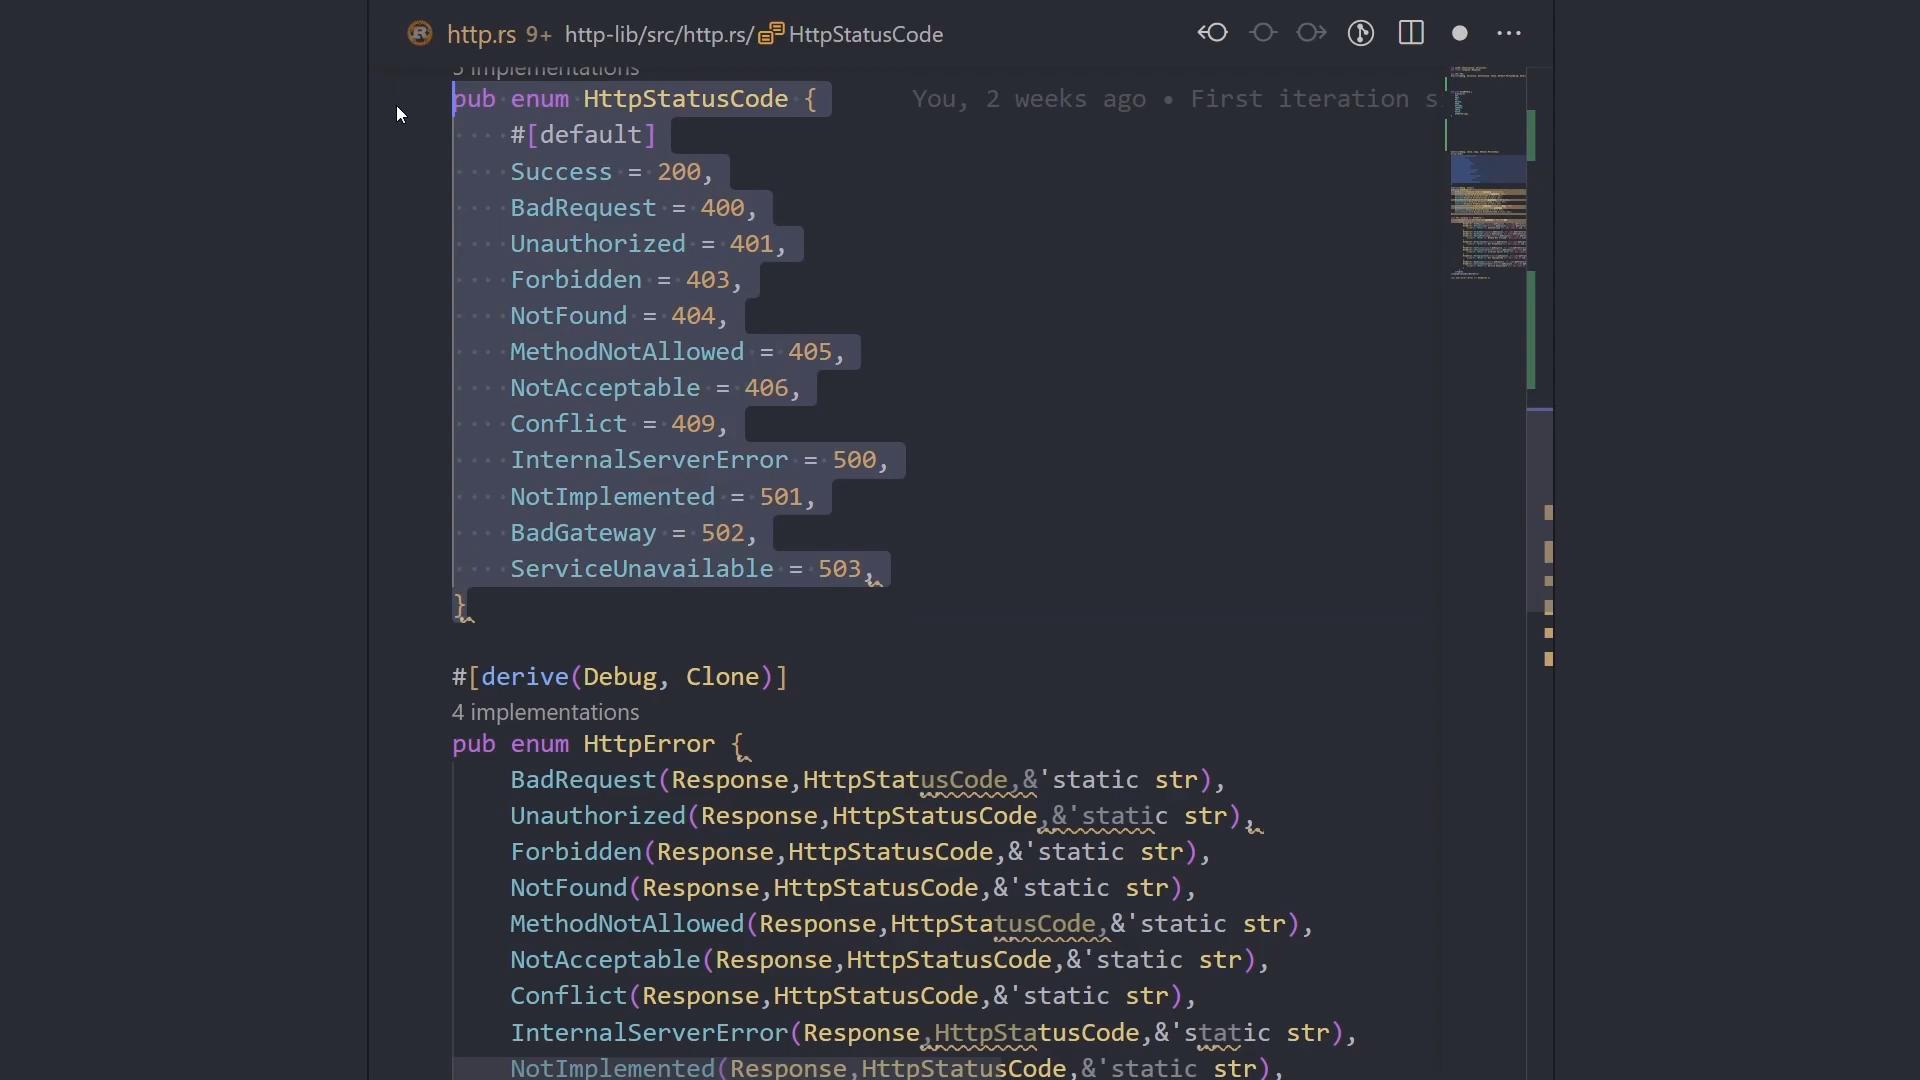 http.rs 9+ http-lib/src/http.rs/ HttpStatusCode
5 implementations
pub enum HttpStatusCode { You, 2 weeks ago • First iteration s
#[default]
Success = 200,
BadRequest = 400,
Unauthorized = 401,
Forbidden = 403,
NotFound = 404,
MethodNotAllowed = 405,
NotAcceptable = 406,
Conflict = 409,
InternalServerError = 500,
NotImplemented = 501,
BadGateway = 502,
ServiceUnavailable = 503,
}
#[derive(Debug, Clone)]
4 implementations
pub enum HttpError {
BadRequest(Response,HttpStatusCode,&'static str),
Unauthorized(Response,HttpStatusCode,&'static str),
Forbidden(Response,HttpStatusCode,&'static str),
NotFound(Response,HttpStatusCode,&'static str),
MethodNotAllowed(Response,HttpStatusCode,&'static str),
NotAcceptable(Response,HttpStatusCode,&'static str),
Conflict(Response,HttpStatusCode,&'static str),
InternalServerError(Response,HttpStatusCode,&'static str),
NotImplemented(Response,HttpStatusCode,&'static str),